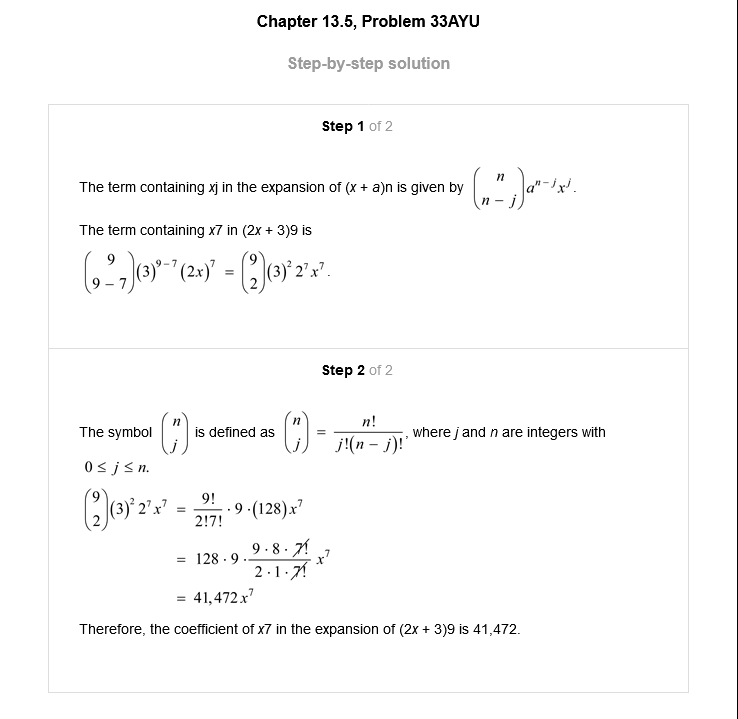 Chapter 13.5, Problem 33AYU
Step-by-step solution
Step 1 of 2
The term containing xj in the expansion of (x + a)n is given by $\binom{n}{n-j}a^{n-j}x^{j}$.
The term containing x7 in (2x + 3)9 is
$\binom{9}{9-7}(3)^{9-7}(2x)^{7} = \binom{9}{2}(3)^{2}2^{7}x^{7}$.
Step 2 of 2
The symbol $\binom{n}{j}$ is defined as $\binom{n}{j} = \frac{n!}{j!(n-j)!}$, where j and n are integers with
0 ≤ j ≤ n.
$\binom{9}{2}(3)^{2}2^{7}x^{7} = \frac{9!}{2!7!} \cdot 9 \cdot (128)x^{7}$
$= 128 \cdot 9 \cdot \frac{9 \cdot 8 \cdot \cancel{7!}}{2 \cdot 1 \cdot \cancel{7!}}x^{7}$
$= 41,472x^{7}$
Therefore, the coefficient of x7 in the expansion of (2x + 3)9 is 41,472.